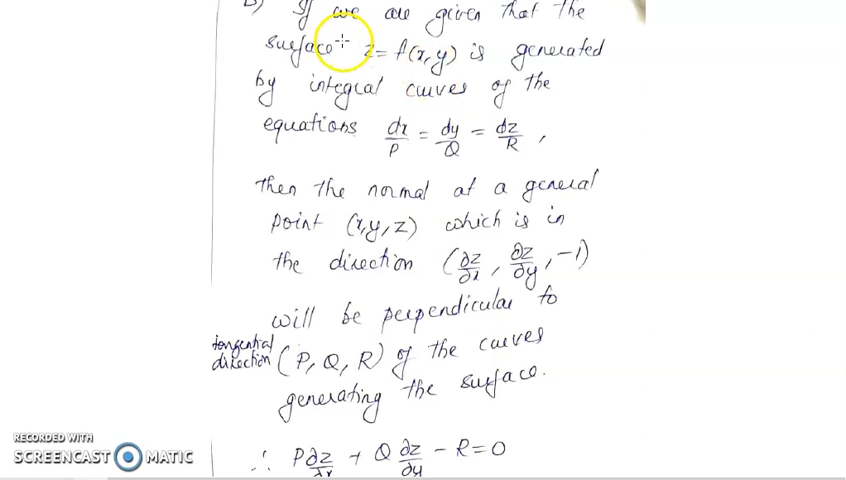 b) If we are given that the
surface z = f(x,y) is generated
by integral curves of the
equations dx/P = dy/Q = dz/R ,
then the normal at a general
point (x,y,z) which is in
the direction (∂z/∂x, ∂z/∂y, -1)
will be perpendicular to
tangential direction (P, Q, R) of the curves
generating the surface.
∴ P ∂z/∂x + Q ∂z/∂y - R = 0
RECORDED WITH
SCREENCAST MATIC